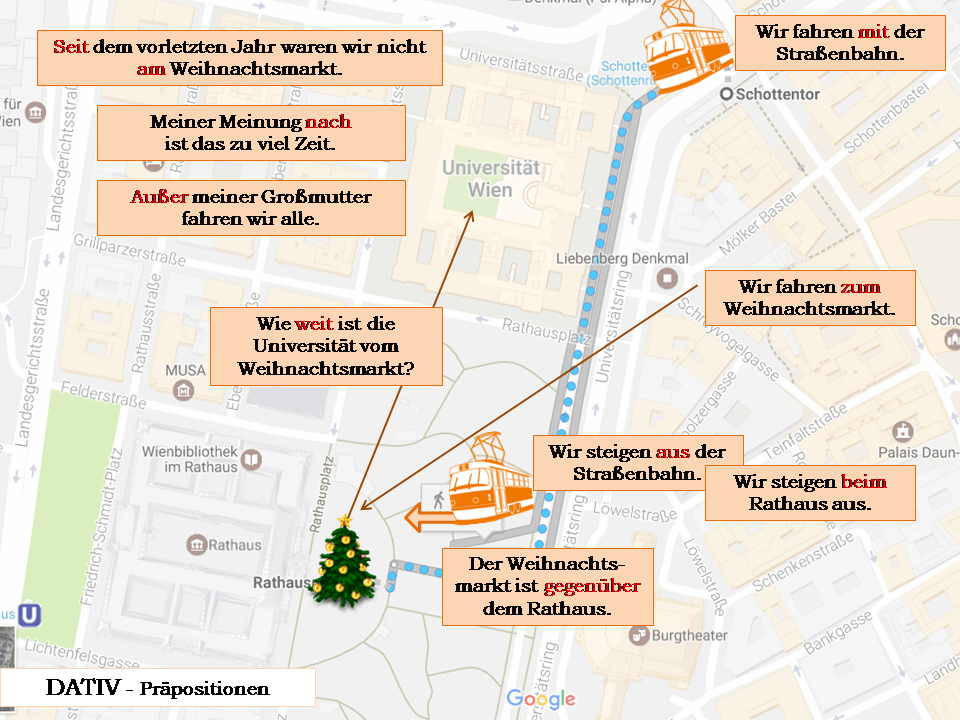 Seit dem vorletzten Jahr waren wir nicht
am Weihnachtsmarkt.
Meiner Meinung nach
ist das zu viel Zeit.
Außer meiner Großmutter
fahren wir alle.
Wir fahren mit der
Straßenbahn.
Schottentor
Universitätsstraße
Schottenbastei
Landesgerichtsstraße
Universität
Wien
Mölker Bastei
Grillparzerstraße
Liebenberg Denkmal
Wir fahren zum
Weihnachtsmarkt.
Wie weit ist die
Universität vom
Weihnachtsmarkt?
Rathausstraße
Rathausplatz
Universitätsring
Schreyvogelgasse
MUSA
Felderstraße
Landesgerichtsstraße
Teinfaltstraße
Palais Daun-
Wienbibliothek
im Rathaus
Rathausplatz
Friedrich-Schmidt-Platz
Wir steigen aus der
Straßenbahn.
Wir steigen beim
Rathaus aus.
Löwelstraße
Rathaus
Rathaus
Der Weihnachts-
markt ist gegenüber
dem Rathaus.
Schenkenstraße
Löwelstraße
Bankgasse
Burgtheater
U
Lichtenfelsgasse
Universitätsring
DATIV - Präpositionen
Google